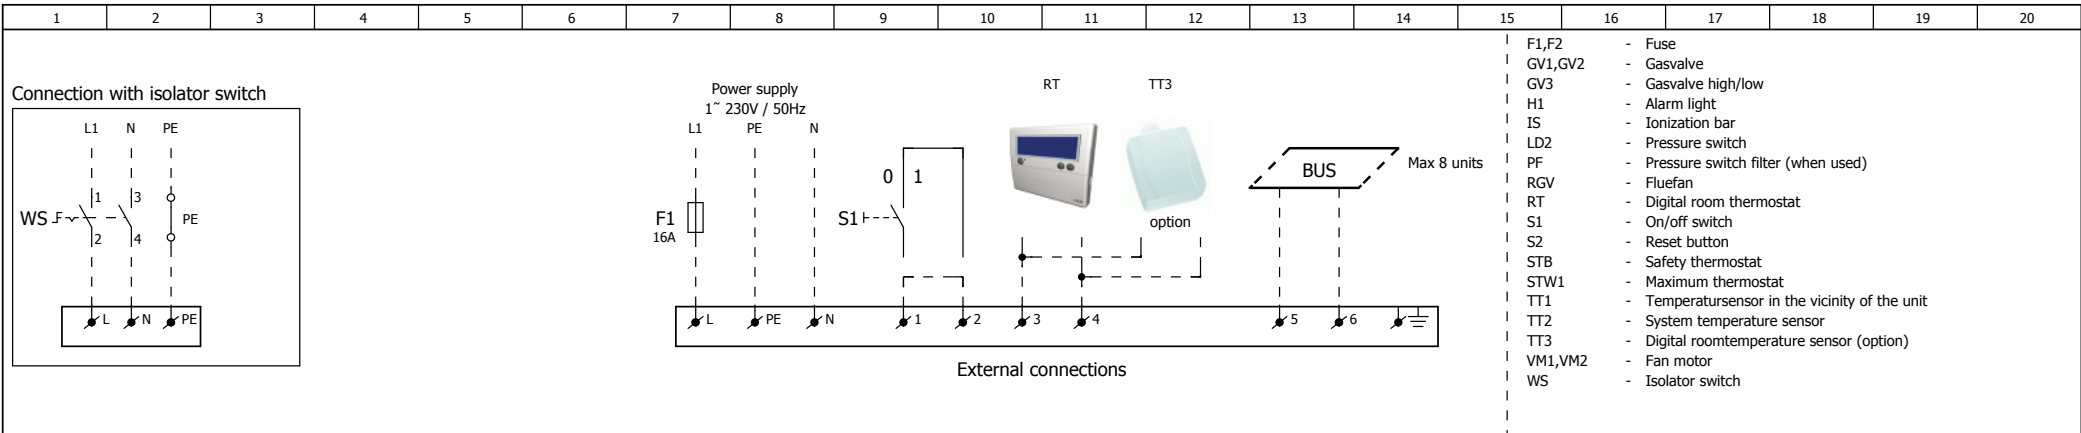 1 2 3 4 5 6 7 8 9 10 11 12 13 14 15 16 17 18 19 20
Connection with isolator switch
L1 N PE
1 3
WS PE
2 4
L N PE
Power supply
1~ 230V / 50Hz
L1 PE N
F1
16A
0 1
S1
RT TT3
option
BUS
Max 8 units
L PE N 1 2 3 4 5 6
External connections
F1,F2 - Fuse
GV1,GV2 - Gasvalve
GV3 - Gasvalve high/low
H1 - Alarm light
IS - Ionization bar
LD2 - Pressure switch
PF - Pressure switch filter (when used)
RGV - Fluefan
RT - Digital room thermostat
S1 - On/off switch
S2 - Reset button
STB - Safety thermostat
STW1 - Maximum thermostat
TT1 - Temperatursensor in the vicinity of the unit
TT2 - System temperature sensor
TT3 - Digital roomtemperature sensor (option)
VM1,VM2 - Fan motor
WS - Isolator switch